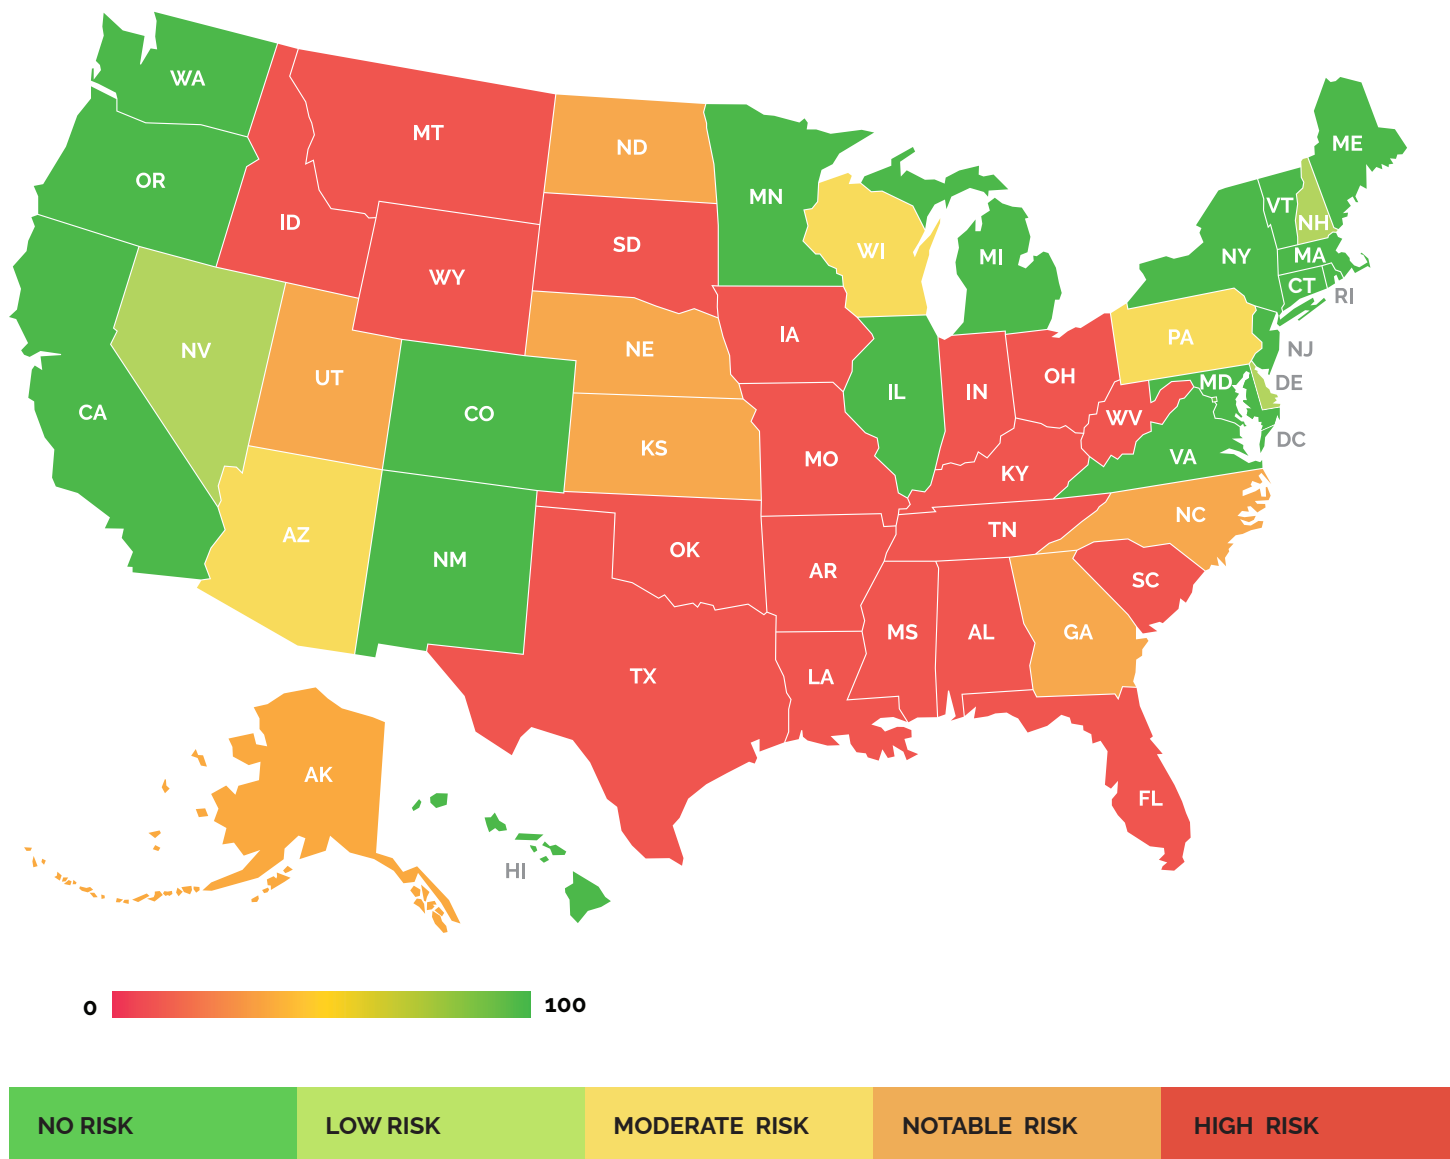 WA
MT
ND
ME
OR
MN
VT
NH
ID
SD
WI
NY
MA
MI
WY
CT
RI
IA
PA
NV
NE
NJ
UT
OH
MD
DE
CA
CO
IL
IN
WV
DC
KS
MO
VA
KY
NC
AZ
TN
NM
OK
AR
SC
MS
AL
GA
TX
LA
AK
FL
HI
0
100
NO RISK
LOW RISK
MODERATE RISK
NOTABLE RISK
HIGH RISK